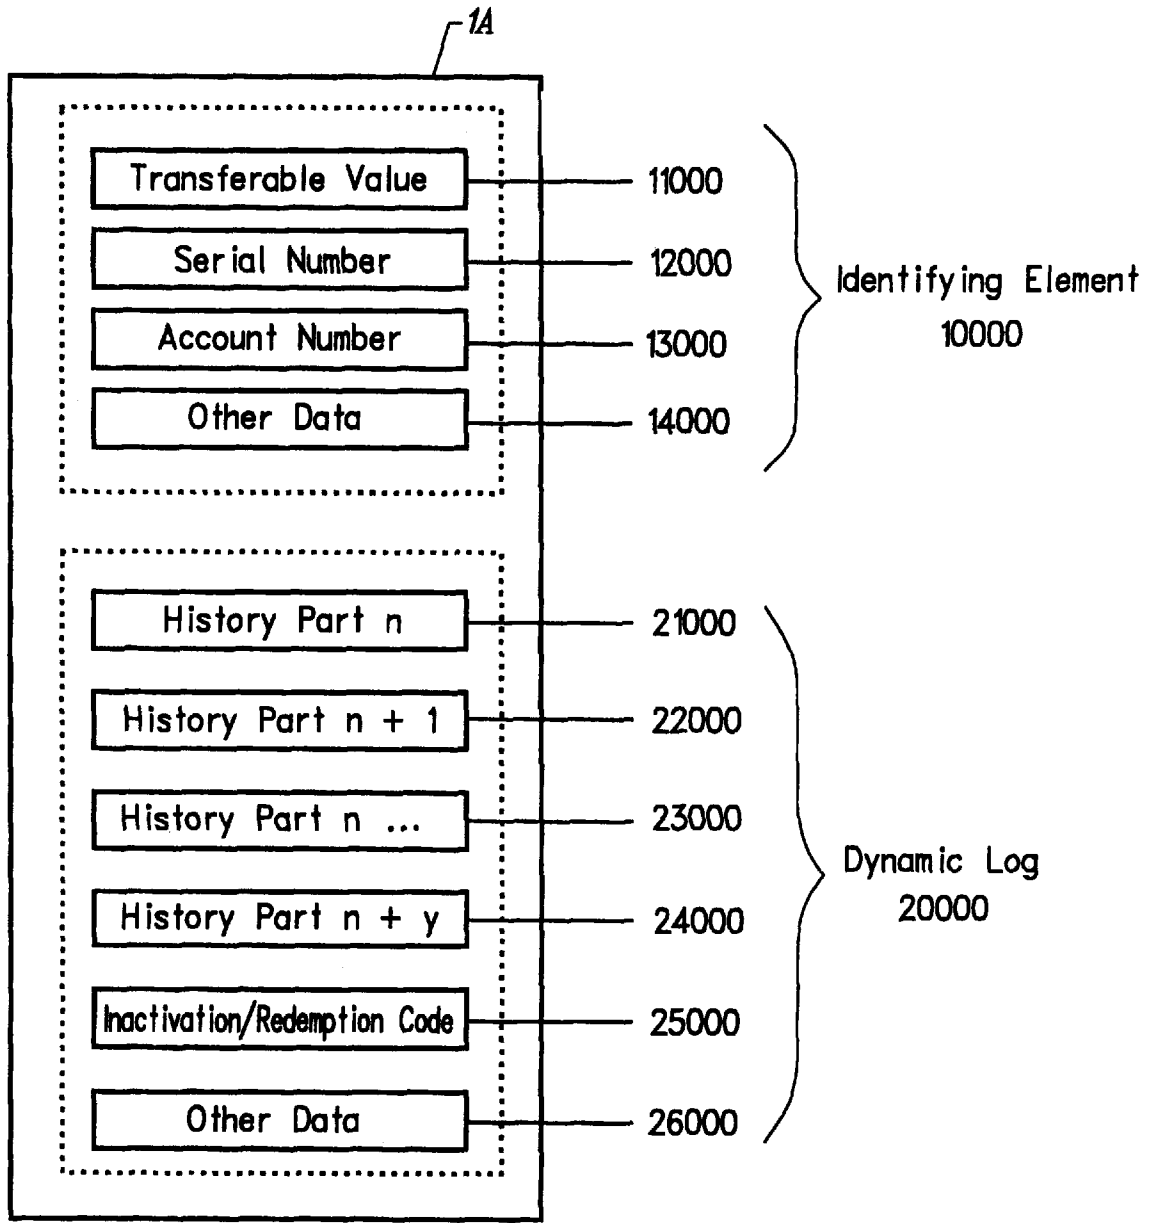 1A
Transferable Value 11000
Serial Number 12000
Account Number 13000
Other Data 14000
Identifying Element
10000
History Part n 21000
History Part n + 1 22000
History Part n ... 23000
History Part n + y 24000
Inactivation/Redemption Code 25000
Other Data 26000
Dynamic Log
20000